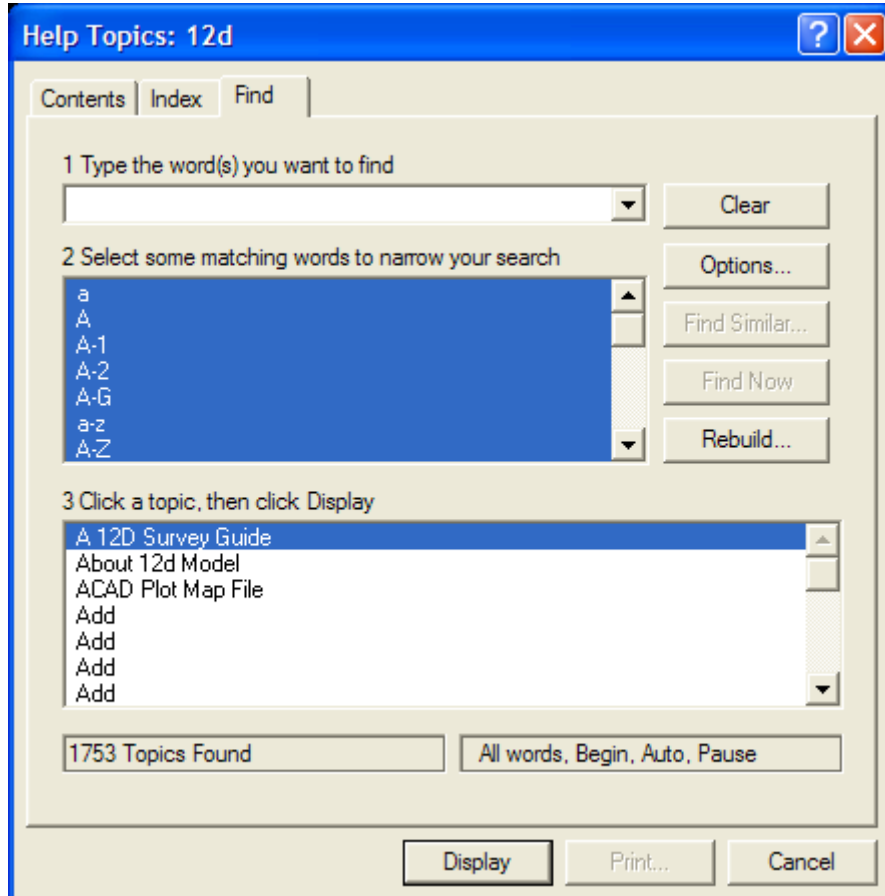 Help Topics: 12d
Contents Index Find
1 Type the word(s) you want to find
Clear
2 Select some matching words to narrow your search
Options...
a
A
A-1
A-2
A-G
a-z
A-Z
Find Similar...
Find Now
Rebuild...
3 Click a topic, then click Display
A 12D Survey Guide
About 12d Model
ACAD Plot Map File
Add
Add
Add
Add
1753 Topics Found
All words, Begin, Auto, Pause
Display Print... Cancel